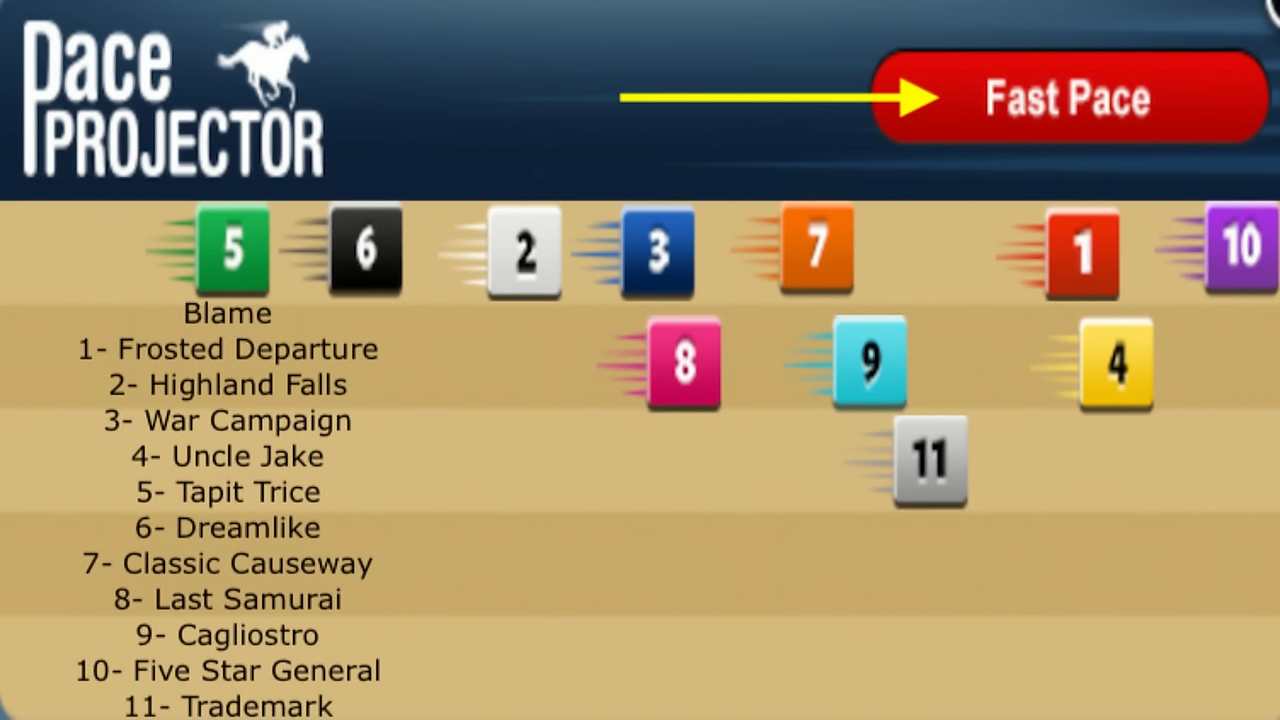 Pace
PROJECTOR
Fast Pace
5 6 2 3 7 1 10
8 9 4
11
Blame
1- Frosted Departure
2- Highland Falls
3- War Campaign
4- Uncle Jake
5- Tapit Trice
6- Dreamlike
7- Classic Causeway
8- Last Samurai
9- Cagliostro
10- Five Star General
11- Trademark